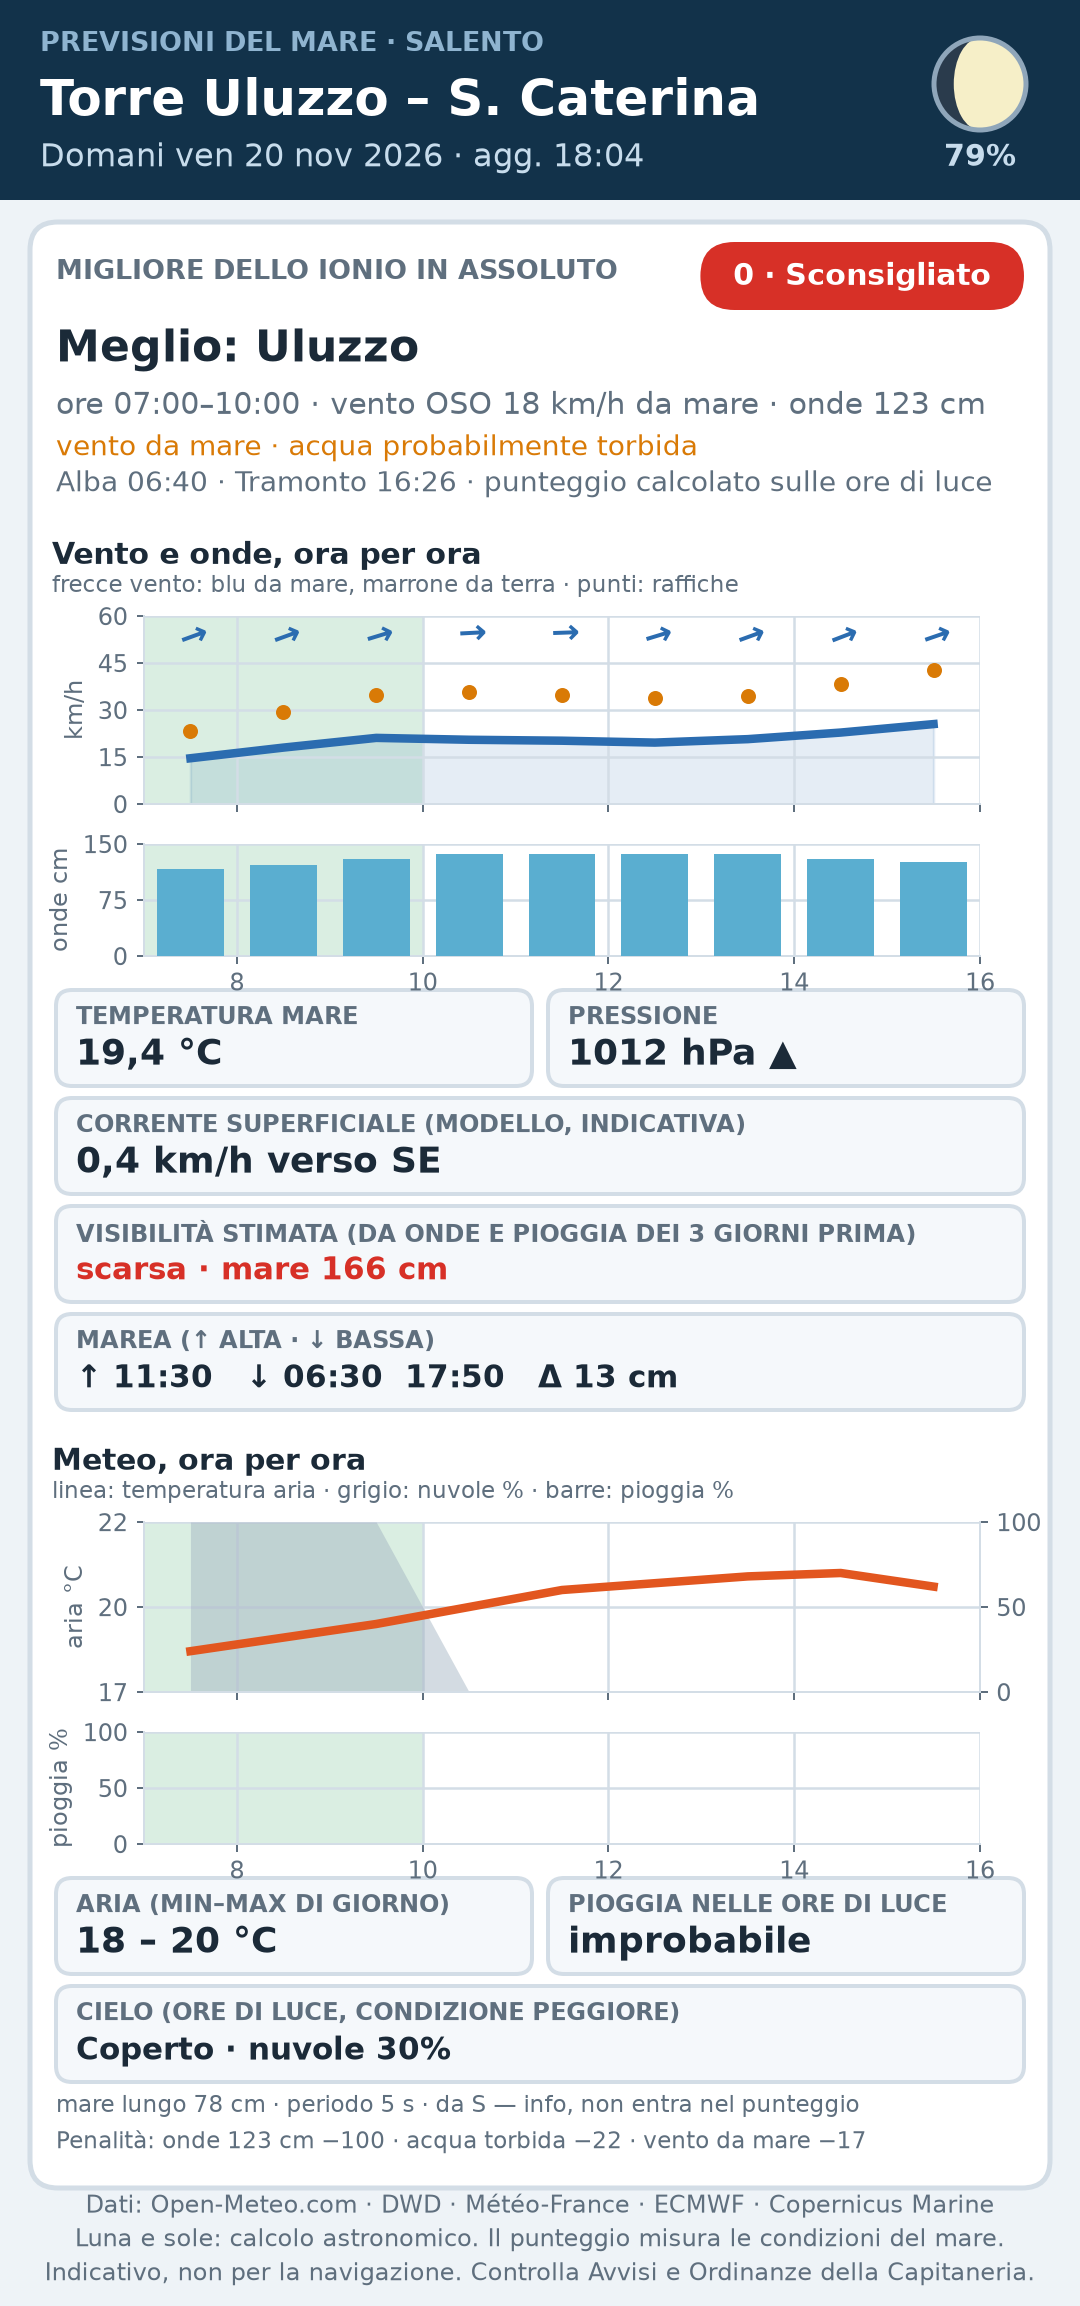 PREVISIONI DEL MARE · SALENTO
Torre Uluzzo – S. Caterina
Domani ven 20 nov 2026 · agg. 18:04
79%
MIGLIORE DELLO IONIO IN ASSOLUTO
0 · Sconsigliato
Meglio: Uluzzo
ore 07:00–10:00 · vento OSO 18 km/h da mare · onde 123 cm
vento da mare · acqua probabilmente torbida
Alba 06:40 · Tramonto 16:26 · punteggio calcolato sulle ore di luce
Vento e onde, ora per ora
frecce vento: blu da mare, marrone da terra · punti: raffiche
60
45
30
15
0
km/h
150
75
0
onde cm
8 10 12 14 16
TEMPERATURA MARE
19,4 °C
PRESSIONE
1012 hPa ▲
CORRENTE SUPERFICIALE (MODELLO, INDICATIVA)
0,4 km/h verso SE
VISIBILITÀ STIMATA (DA ONDE E PIOGGIA DEI 3 GIORNI PRIMA)
scarsa · mare 166 cm
MAREA (↑ ALTA · ↓ BASSA)
↑ 11:30 ↓ 06:30 17:50 Δ 13 cm
Meteo, ora per ora
linea: temperatura aria · grigio: nuvole % · barre: pioggia %
22
20
17
aria °C
100
50
0
100
50
0
pioggia %
8 10 12 14 16
ARIA (MIN–MAX DI GIORNO)
18 – 20 °C
PIOGGIA NELLE ORE DI LUCE
improbabile
CIELO (ORE DI LUCE, CONDIZIONE PEGGIORE)
Coperto · nuvole 30%
mare lungo 78 cm · periodo 5 s · da S — info, non entra nel punteggio
Penalità: onde 123 cm −100 · acqua torbida −22 · vento da mare −17
Dati: Open-Meteo.com · DWD · Météo-France · ECMWF · Copernicus Marine
Luna e sole: calcolo astronomico. Il punteggio misura le condizioni del mare.
Indicativo, non per la navigazione. Controlla Avvisi e Ordinanze della Capitaneria.